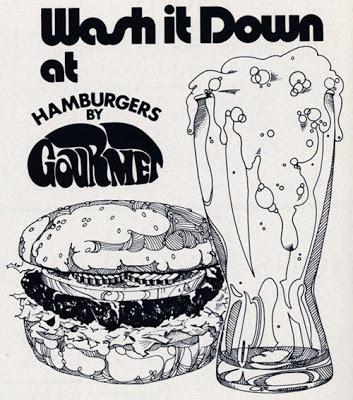 Wash it Down
at
HAMBURGERS
BY
GOURMET